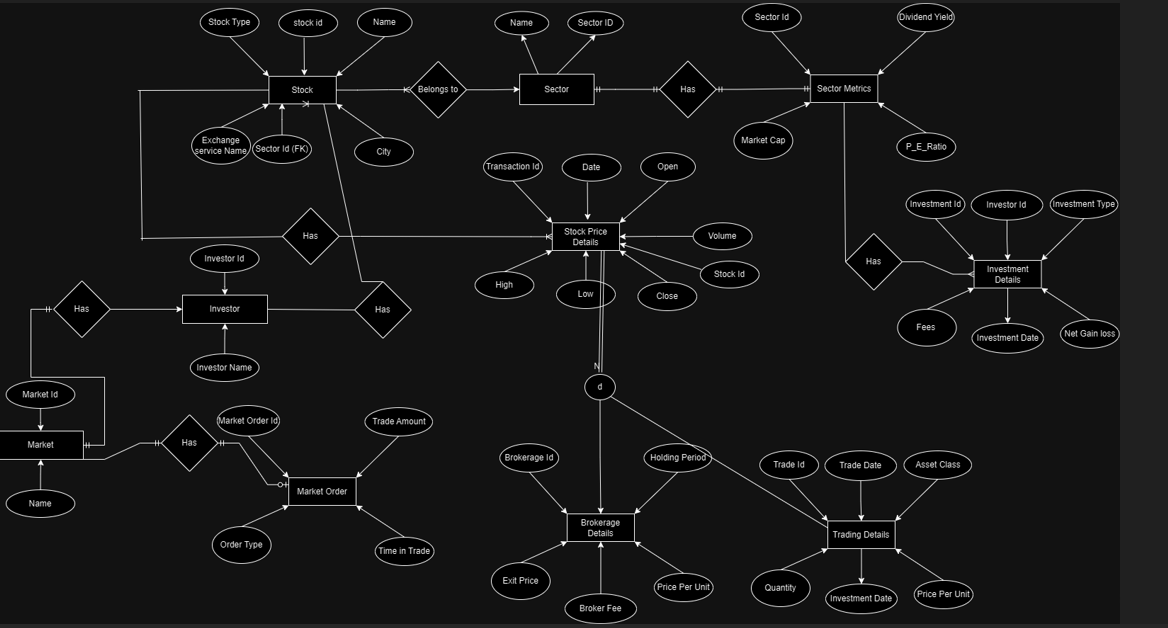 Stock Type
stock id
Name
Name
Sector ID
Sector Id
Dividend Yield
Stock
Belongs to
Sector
Has
Sector Metrics
Exchange
service Name
Sector Id (FK)
City
Market Cap
P_E_Ratio
Transaction Id
Date
Open
Investment Id
Investor Id
Investment Type
Has
Stock Price
Details
Volume
Investor Id
Has
Investment
Details
Stock Id
High
Low
Close
Has
Investor
Has
Fees
Investment Date
Net Gain loss
Investor Name
N
d
Market Id
Market Order Id
Trade Amount
Market
Has
Brokerage Id
Holding Period
Trade Id
Trade Date
Asset Class
Market Order
Name
Brokerage
Details
Trading Details
Order Type
Time in Trade
Exit Price
Price Per Unit
Quantity
Investment Date
Price Per Unit
Broker Fee